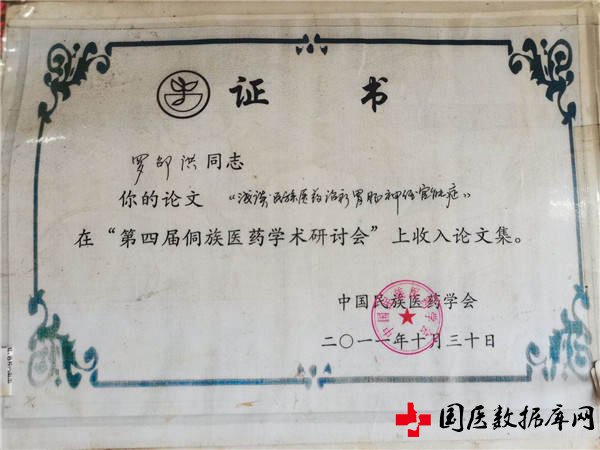 证 书
罗邵洪同志
你的论文 “浅谈民族医药治疗胃肠神经官能症”
在“第四届侗族医药学术研讨会”上收入论文集。
中国民族医药学会
二〇一一年十月三十日
国医数据库网